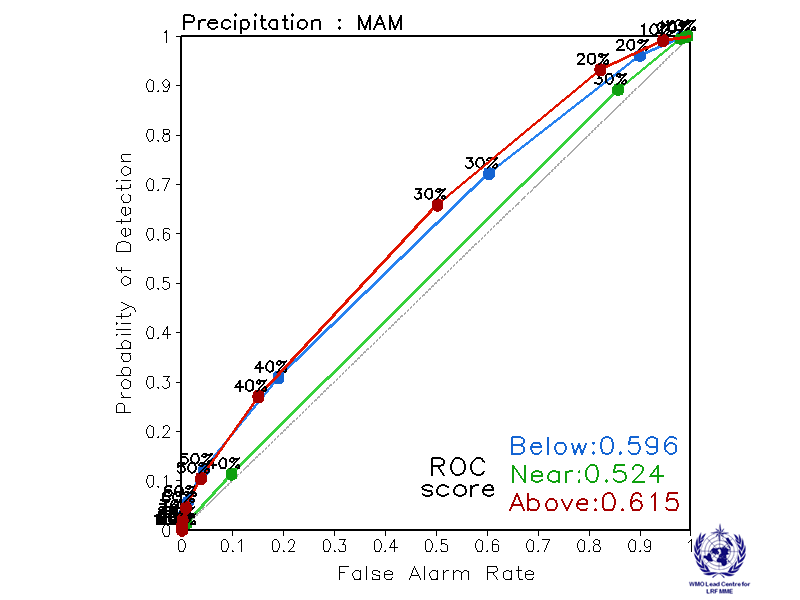 Precipitation : MAM
1
0.9
0.8
0.7
0.6
0.5
0.4
0.3
0.2
0.1
0
Probability of Detection
10%
20%
20%
30%
30%
30%
40%
40%
50%
50%
40%
ROC
score
Below:0.596
Near:0.524
Above:0.615
0 0.1 0.2 0.3 0.4 0.5 0.6 0.7 0.8 0.9 1
False Alarm Rate
WMO Lead Centre for
LRF MME